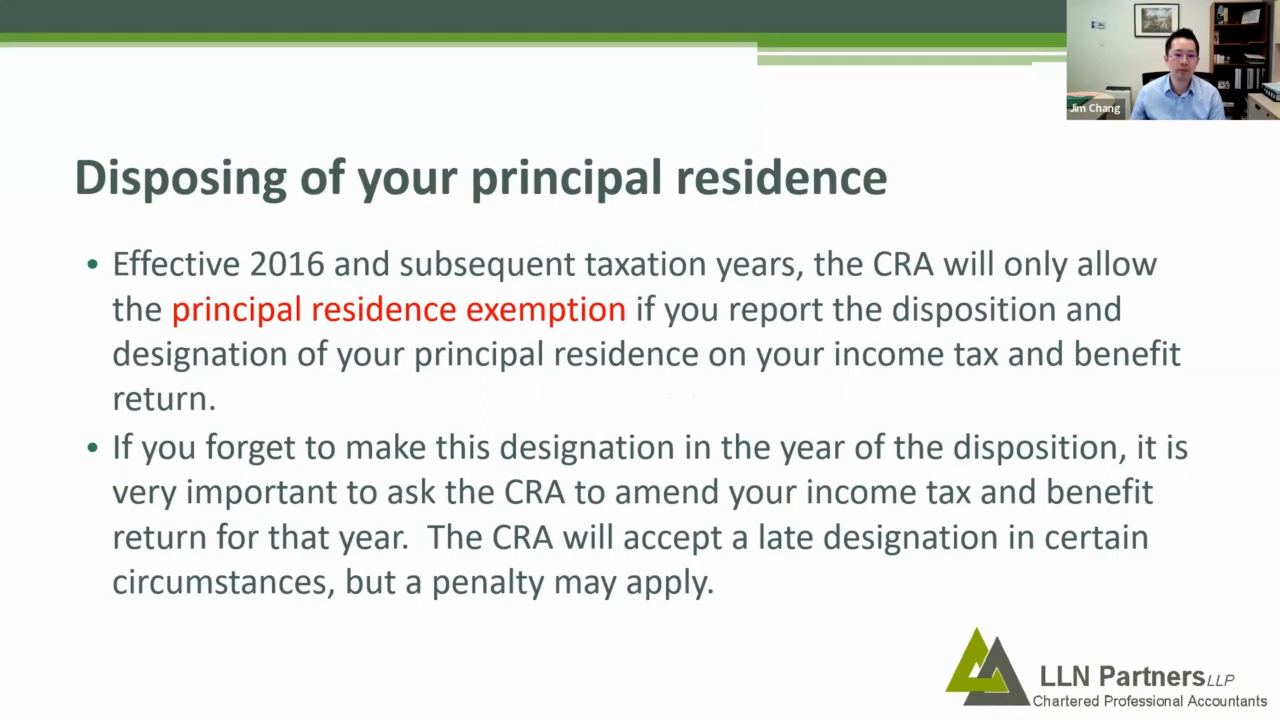 Jim Chang
Disposing of your principal residence
• Effective 2016 and subsequent taxation years, the CRA will only allow
the principal residence exemption if you report the disposition and
designation of your principal residence on your income tax and benefit
return.
• If you forget to make this designation in the year of the disposition, it is
very important to ask the CRA to amend your income tax and benefit
return for that year. The CRA will accept a late designation in certain
circumstances, but a penalty may apply.
LLN Partners LLP
Chartered Professional Accountants